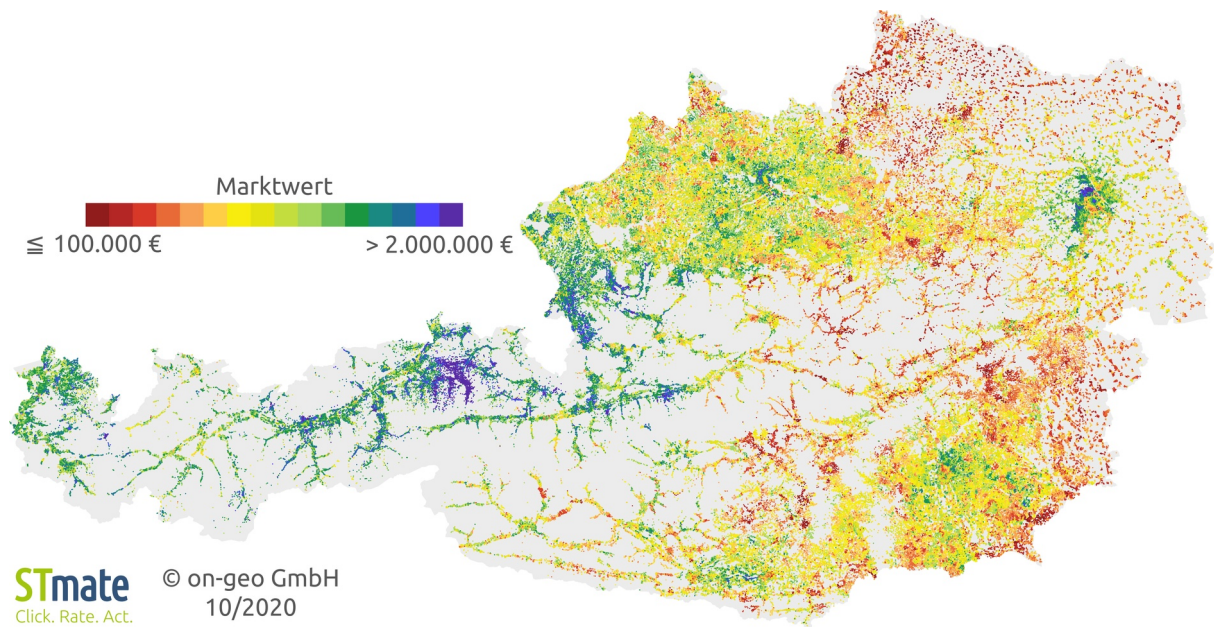 Marktwert
≦ 100.000 €
> 2.000.000 €
STmate
Click. Rate. Act.
© on-geo GmbH
10/2020